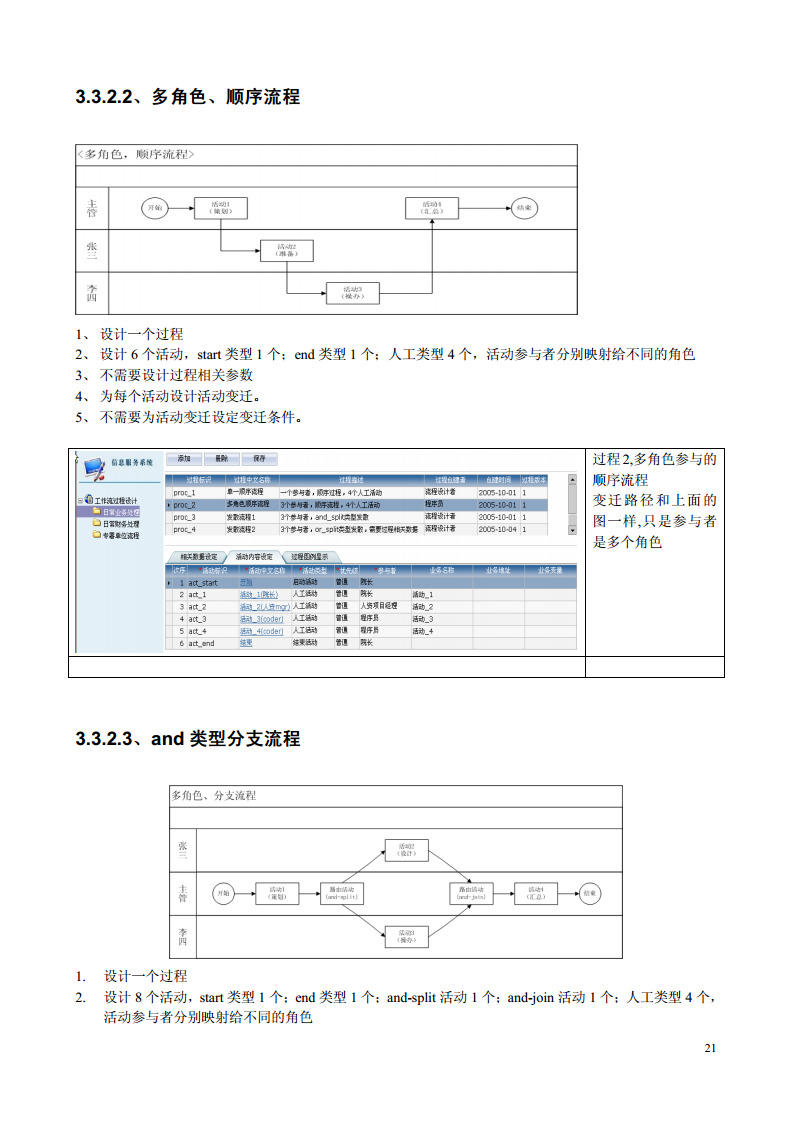 3.3.2.2、多角色、顺序流程
<多角色，顺序流程>
主管
开始
活动1
（策划）
活动4
（汇总）
结束
张三
活动2
（准备）
李四
活动3
（操办）
1、 设计一个过程
2、 设计 6 个活动，start 类型 1 个；end 类型 1 个；人工类型 4 个，活动参与者分别映射给不同的角色
3、 不需要设计过程相关参数
4、 为每个活动设计活动变迁。
5、 不需要为活动变迁设定变迁条件。
信息服务系统
添加 删除 保存
过程标识 过程中文名称 过程描述 过程创建者 创建时间 过程版本
proc_1 单一顺序流程 一个参与者，顺序过程，4个人工活动 流程设计者 2005-10-01 1
proc_2 多角色顺序流程 3个参与者，顺序流程，4个人工活动 程序员 2005-10-01 1
proc_3 发散流程1 3个参与者，and_split类型发散 流程设计者 2005-10-01 1
proc_4 发散流程2 3个参与者，or_split类型发散，需要过程相关数据 流程设计者 2005-10-04 1
工作流过程设计
日常业务处理
日常财务处理
专幕单位流程
相关数据设定 活动内容设定 过程图例显示
次序 *活动标识 *活动中文名称 *活动类型 *优先级 *参与者 业务名称 业务地址 业务变量
1 act_start 开始 启动活动 普通 院长
2 act_1 活动_1(院长) 人工活动 普通 院长 活动_1
3 act_2 活动_2(人资mgr) 人工活动 普通 人资项目经理 活动_2
4 act_3 活动_3(coder) 人工活动 普通 程序员 活动_3
5 act_4 活动_4(coder) 人工活动 普通 程序员 活动_4
6 act_end 结束 结束活动 普通 院长
过程2,多角色参与的
顺序流程
变迁路径和上面的
图一样,只是参与者
是多个角色
3.3.2.3、and 类型分支流程
多角色、分支流程
张三
活动2
（设计）
主管
开始
活动1
（策划）
路由活动
(and-split)
路由活动
(and-join)
活动4
（汇总）
结束
李四
活动3
（操办）
1. 设计一个过程
2. 设计 8 个活动，start 类型 1 个；end 类型 1 个；and-split 活动 1 个；and-join 活动 1 个；人工类型 4 个，
活动参与者分别映射给不同的角色
21